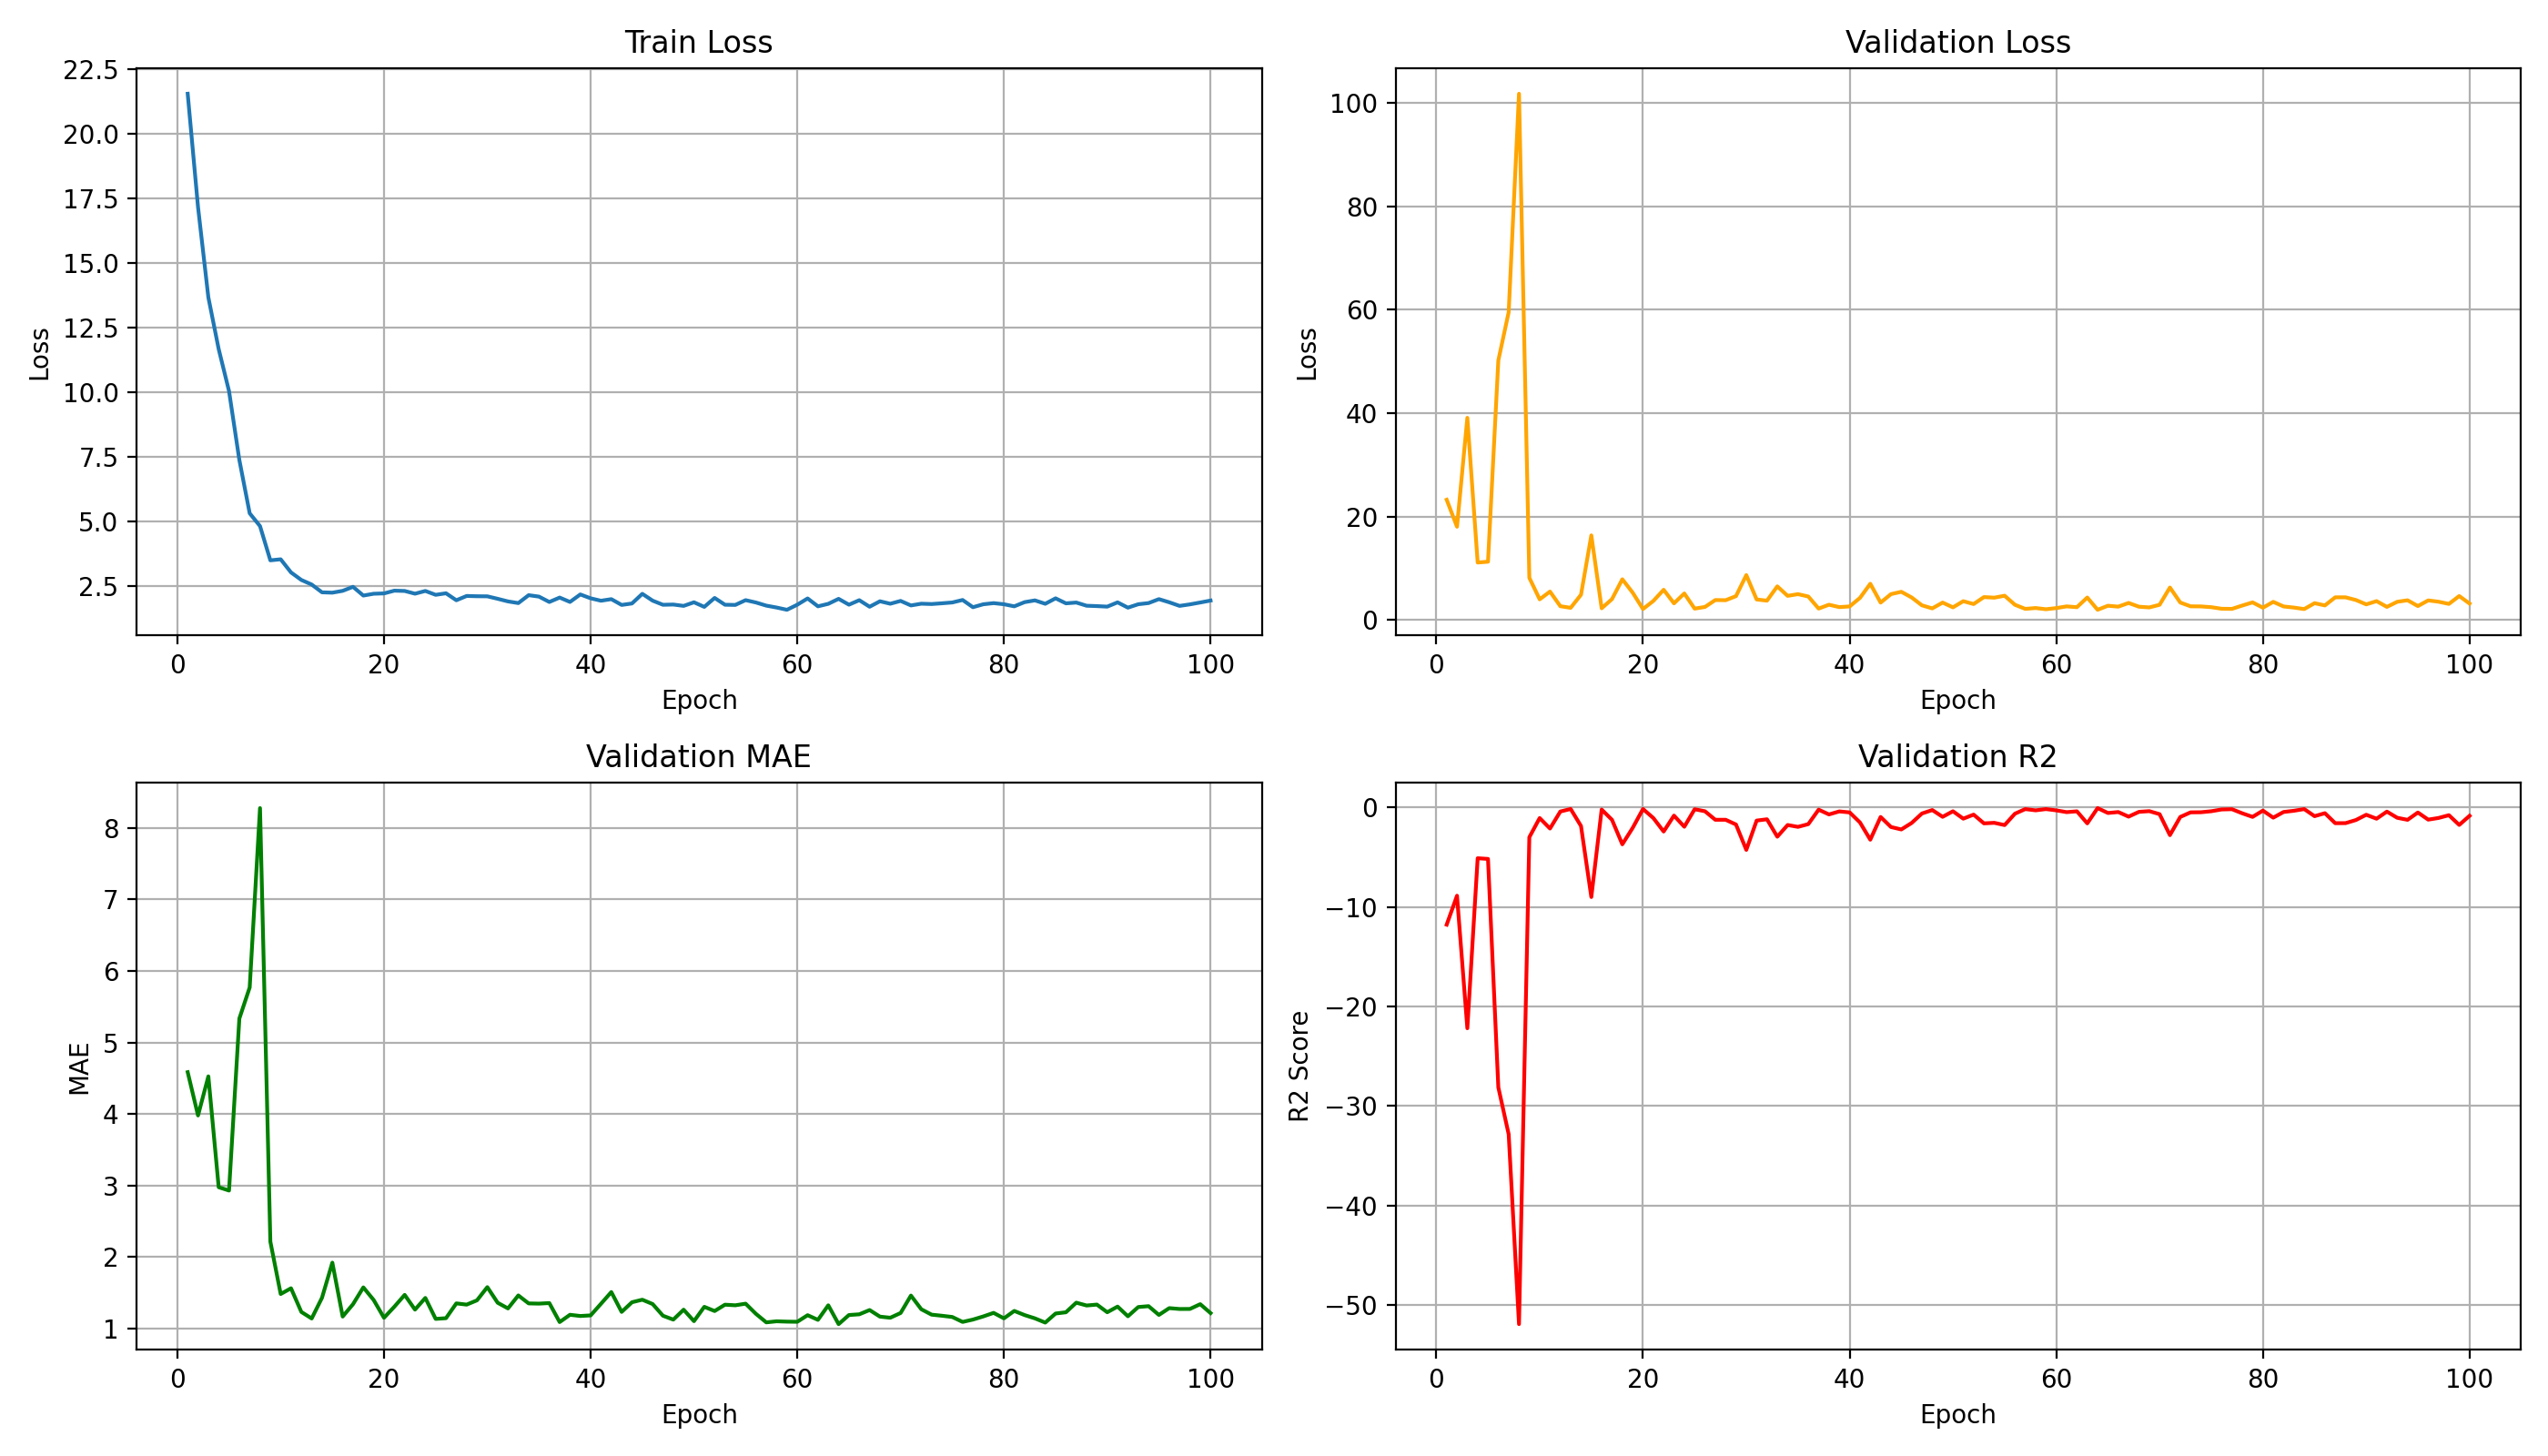 Train Loss
22.5
20.0
17.5
15.0
12.5
10.0
7.5
5.0
2.5
Loss
0 20 40 60 80 100
Epoch
Validation Loss
100
80
60
40
20
0
Loss
0 20 40 60 80 100
Epoch
Validation MAE
8
7
6
5
4
3
2
1
MAE
0 20 40 60 80 100
Epoch
Validation R2
0
−10
−20
−30
−40
−50
R2 Score
0 20 40 60 80 100
Epoch